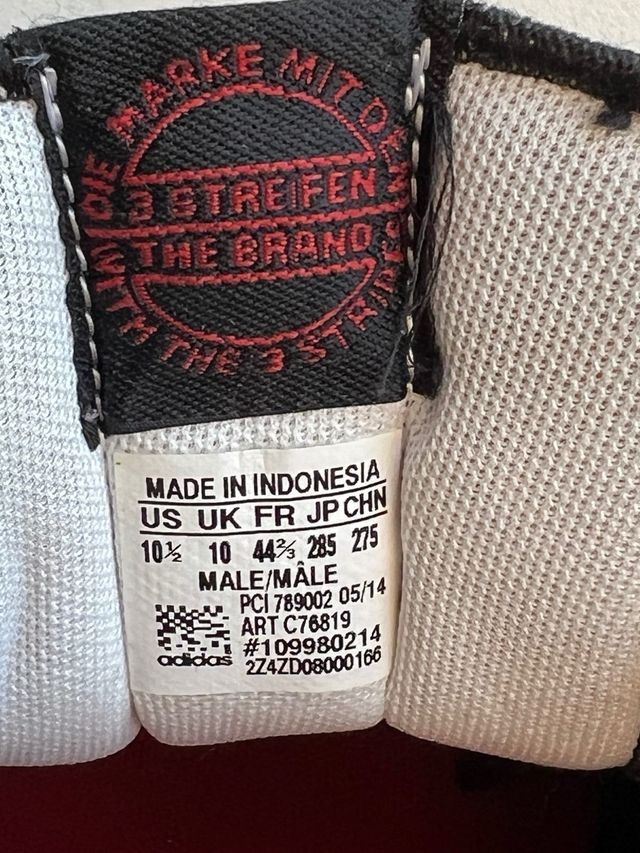 DIE MARKE MIT DEN
3 STREIFEN
THE BRAND
WITH THE 3 STRIPES
MADE IN INDONESIA
US UK FR JP CHN
10½ 10 44⅔ 285 275
MALE/MÂLE
PCI 789002 05/14
ART C76819
#109980214
adidas 2Z4ZD08000166